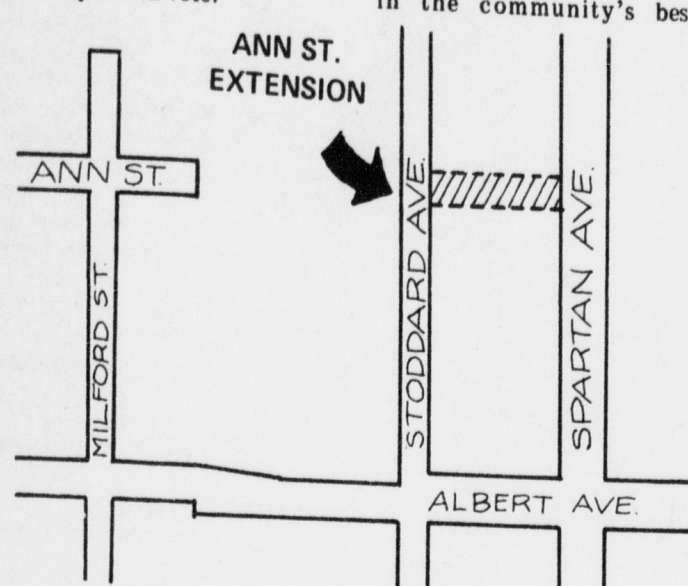 in the community's bes
ANN ST.
EXTENSION
ANN ST.
MILFORD ST.
STODDARD AVE.
SPARTAN AVE.
ALBERT AVE.